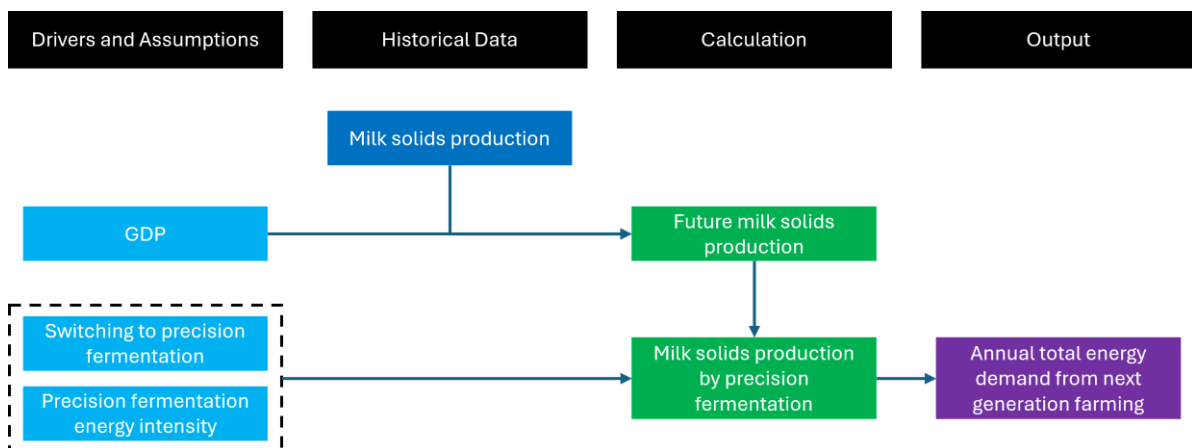 Drivers and Assumptions
Historical Data
Calculation
Output
Milk solids production
GDP
Future milk solids
production
Switching to precision
fermentation
Precision fermentation
energy intensity
Milk solids production
by precision
fermentation
Annual total energy
demand from next
generation farming